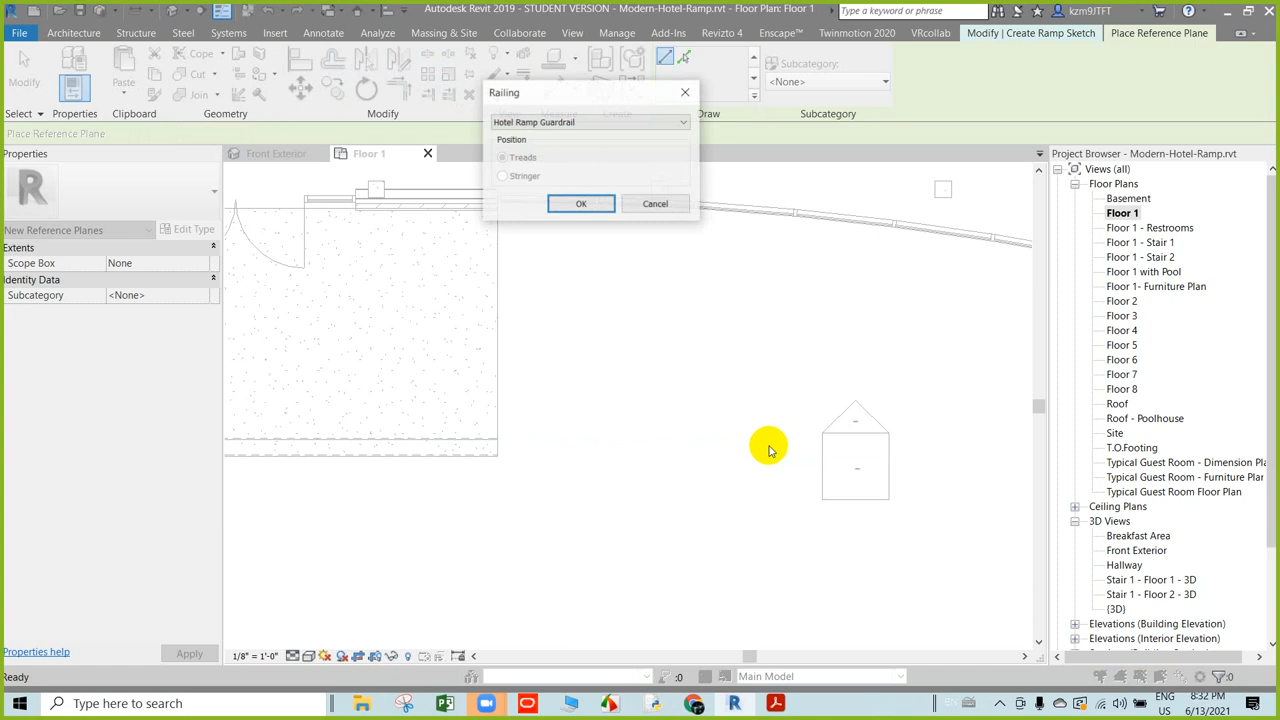 Autodesk Revit 2019 - STUDENT VERSION - Modern-Hotel-Ramp.rvt - Floor Plan: Floor 1
Type a keyword or phrase
kzm9JTFT
File Architecture Structure Steel Systems Insert Annotate Analyze Massing & Site Collaborate View Manage Add-Ins Revizto 4 Enscape™ Twinmotion 2020 VRcollab Modify | Create Ramp Sketch Place Reference Plane
Modify Paste Cope Cut Join Subcategory:
<None>
Select Properties Clipboard Geometry Modify Measure Create Draw Subcategory
Place Reference Plane
Railing
Hotel Ramp Guardrail
Position
Treads
Stringer
OK Cancel
Properties
R
New Reference Planes Edit Type
Extents
Scope Box None
Identity Data
Subcategory <None>
Properties help Apply
Front Exterior Floor 1
Project Browser - Modern-Hotel-Ramp.rvt
Views (all)
Floor Plans
Basement
Floor 1
Floor 1 - Restrooms
Floor 1 - Stair 1
Floor 1 - Stair 2
Floor 1 with Pool
Floor 1- Furniture Plan
Floor 2
Floor 3
Floor 4
Floor 5
Floor 6
Floor 7
Floor 8
Roof
Roof - Poolhouse
Site
T.O.Footing
Typical Guest Room - Dimension Pl
Typical Guest Room - Furniture Plan
Typical Guest Room Floor Plan
Ceiling Plans
3D Views
Breakfast Area
Front Exterior
Hallway
Stair 1 - Floor 1 - 3D
Stair 1 - Floor 2 - 3D
{3D}
Elevations (Building Elevation)
Elevations (Interior Elevation)
1/8" = 1'-0"
Ready :0 Main Model :0
Type here to search
ENG 8:32 PM
US 6/13/2021